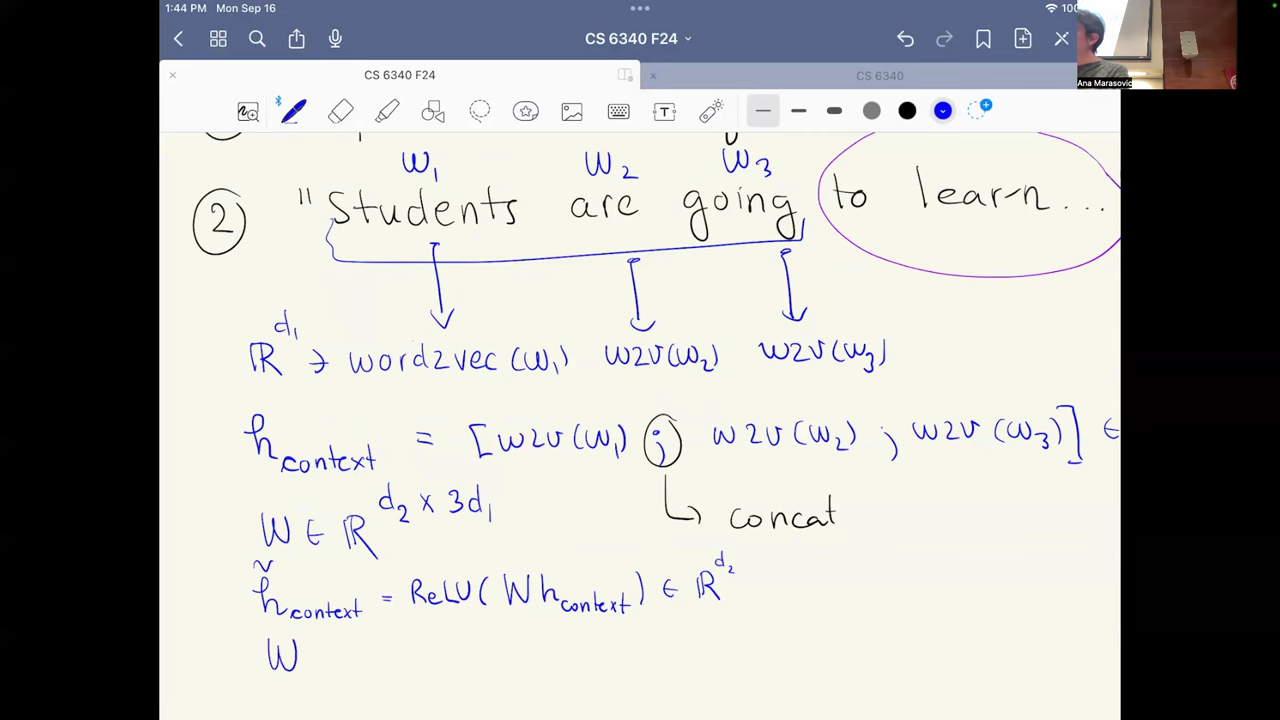 1:44 PM Mon Sep 16
CS 6340 F24
CS 6340 F24
CS 6340
Ana Marasovic
w₁ w₂ w₃
② "Students are going to learn...
ℝ^d₁ ∋ word2vec(w₁) w2v(w₂) w2v(w₃)
h_context = [w2v(w₁) ; w2v(w₂) ; w2v(w₃)] ∈
W ∈ ℝ^d₂ × 3d₁
concat
h̃_context = ReLU(W h_context) ∈ ℝ^d₂
W